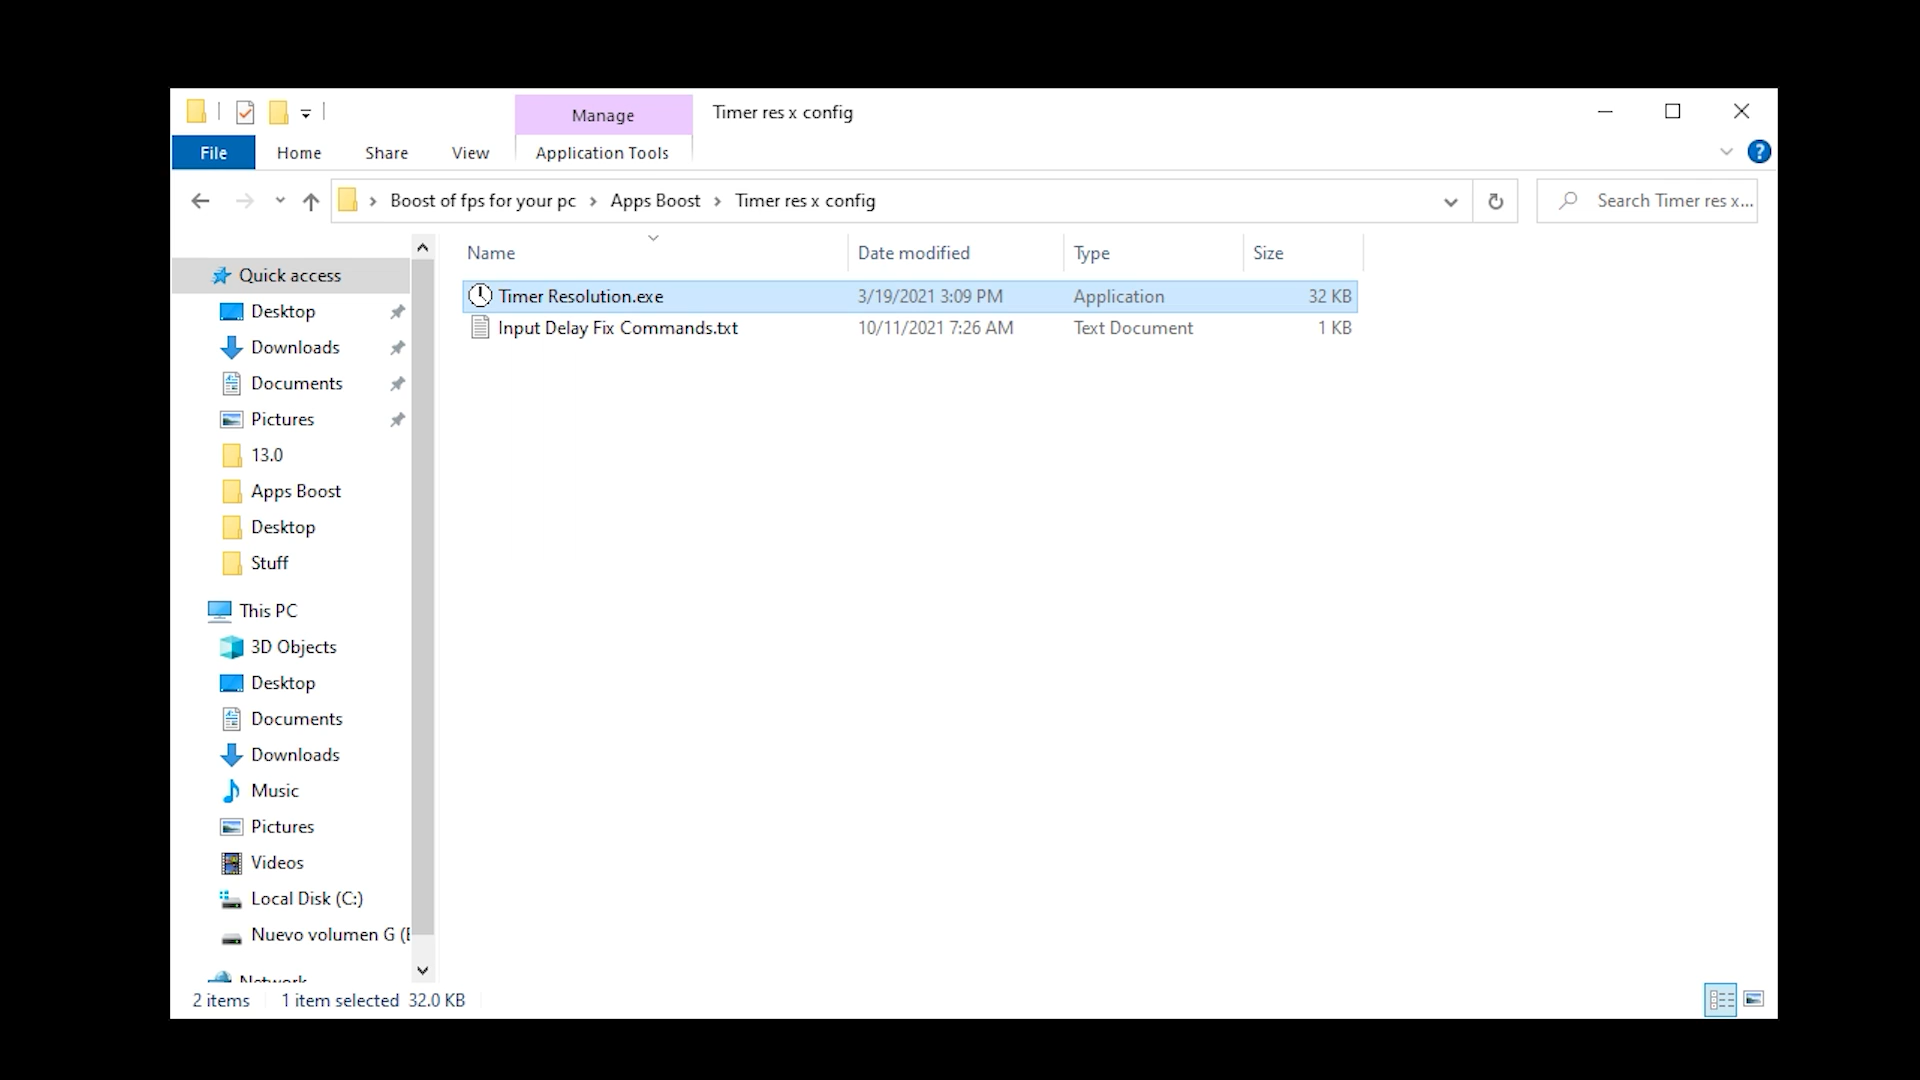 Manage
Timer res x config
File
Home
Share
View
Application Tools
?
Boost of fps for your pc
Apps Boost
Timer res x config
Search Timer res x...
Name
Date modified
Type
Size
Timer Resolution.exe
3/19/2021 3:09 PM
Application
32 KB
Input Delay Fix Commands.txt
10/11/2021 7:26 AM
Text Document
1 KB
Quick access
Desktop
Downloads
Documents
Pictures
13.0
Apps Boost
Desktop
Stuff
This PC
3D Objects
Desktop
Documents
Downloads
Music
Pictures
Videos
Local Disk (C:)
Nuevo volumen G (E
Network
2 items
1 item selected 32.0 KB